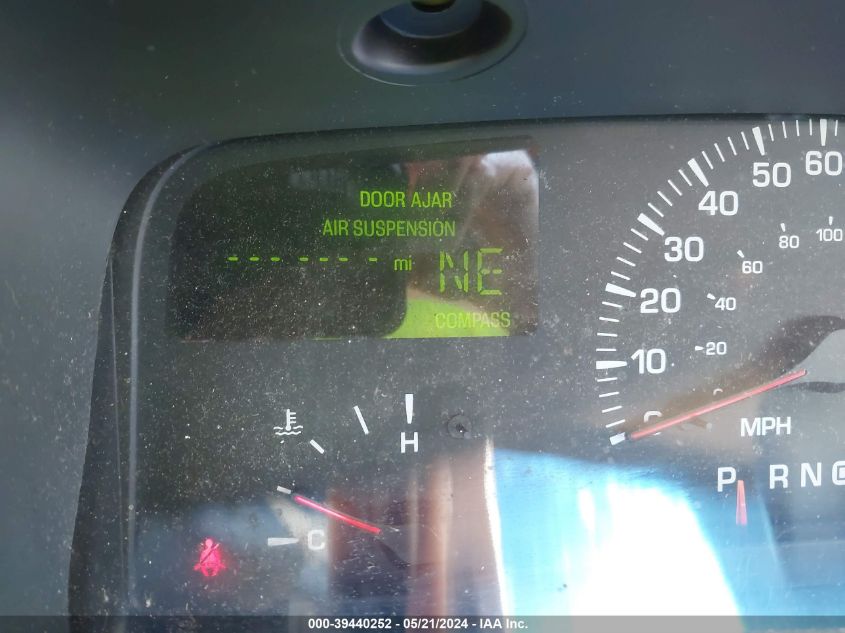 DOOR AJAR
AIR SUSPENSION
------ mi NE
COMPASS
60
50
40
30
20
10
0
100
80
60
40
20
MPH
H
C
P R N
000-39440252 - 05/21/2024 - IAA Inc.